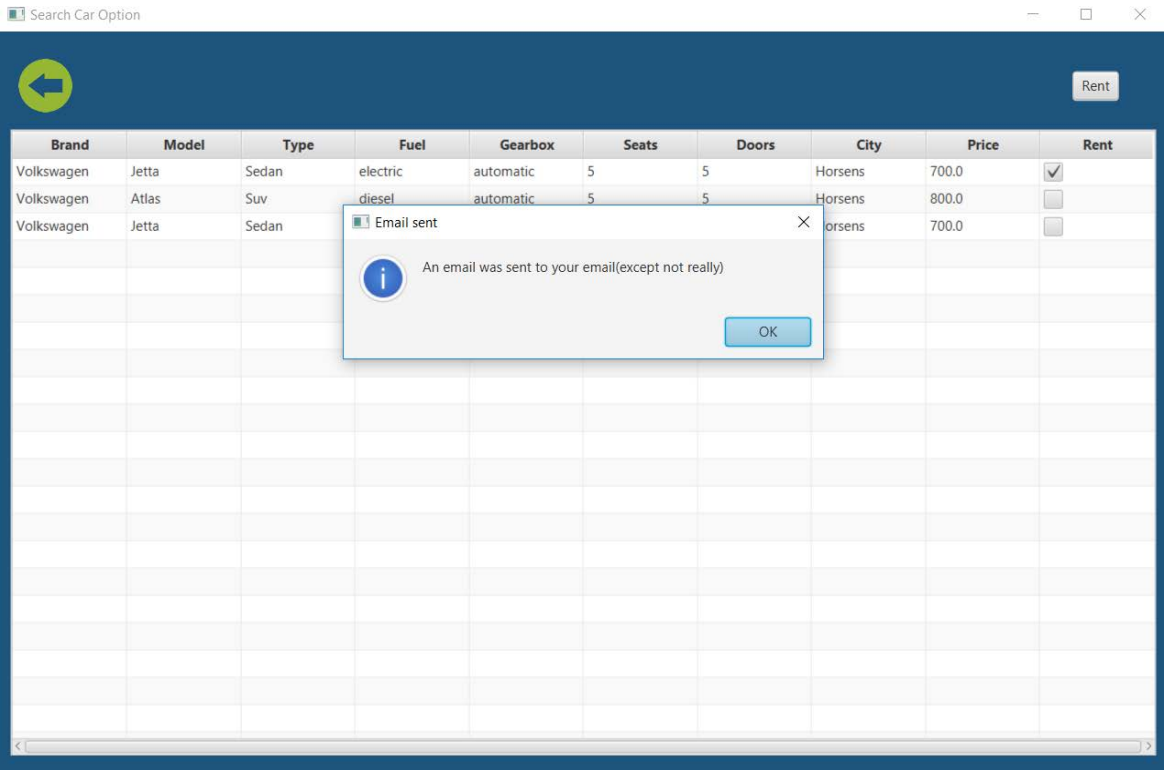 Search Car Option
Rent
Brand Model Type Fuel Gearbox Seats Doors City Price Rent
Volkswagen Jetta Sedan electric automatic 5 5 Horsens 700.0
Volkswagen Atlas Suv diesel automatic 5 5 Horsens 800.0
Volkswagen Jetta Sedan orsens 700.0
Email sent
An email was sent to your email(except not really)
OK